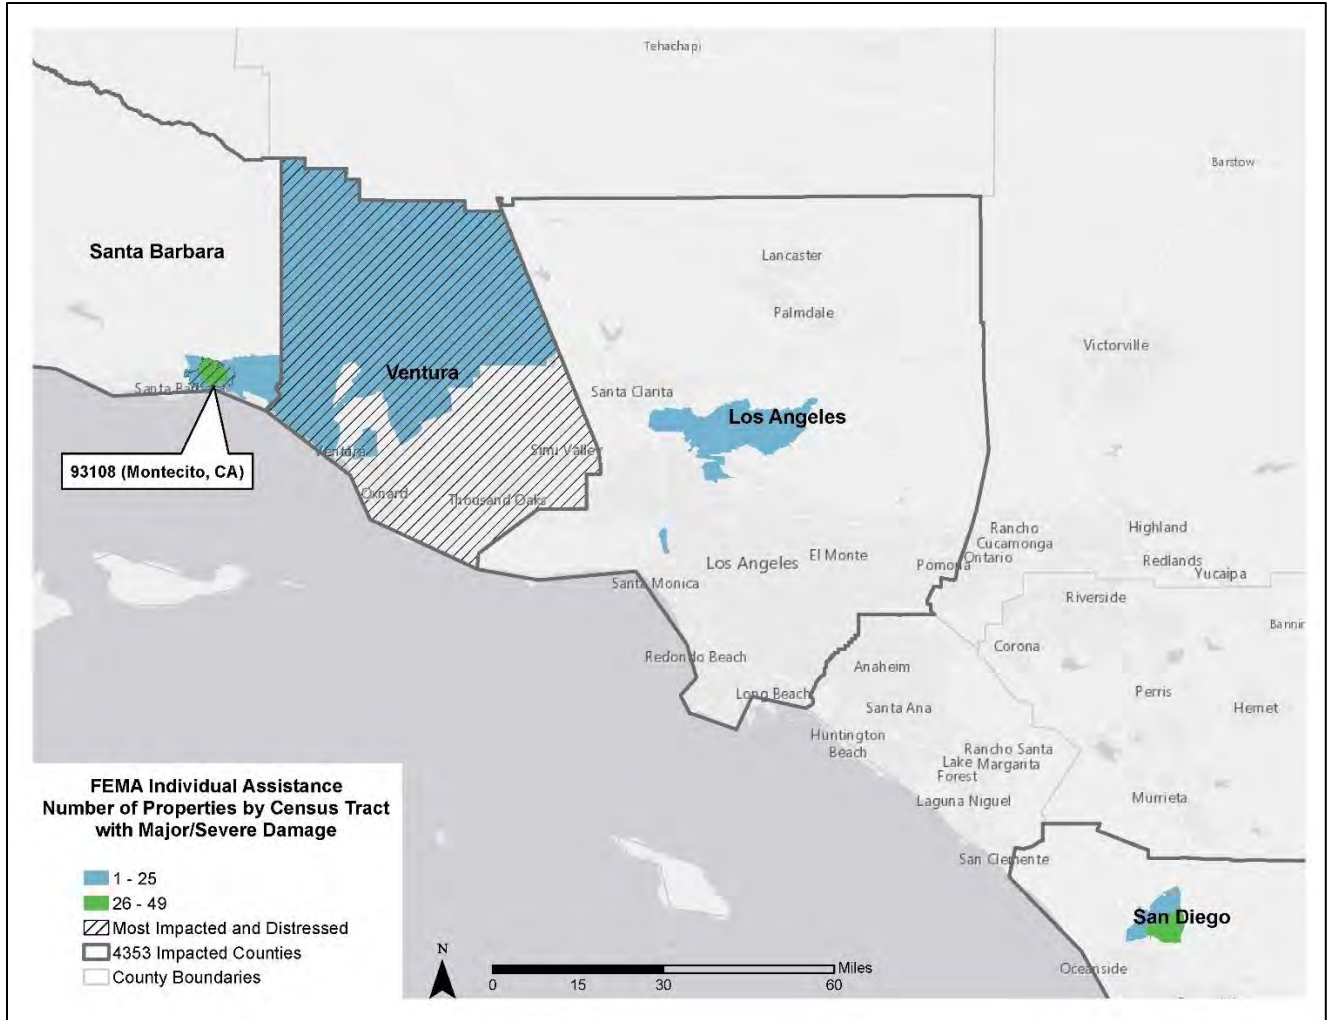 Tehachapi
Barstow
Santa Barbara
Lancaster
Palmdale
Victorville
Ventura
Santa Clarita
Santa Bar
Los Angeles
93108 (Montecito, CA)
Ventura
Simi Valley
Oxnard
Thousand Oaks
Rancho
Cucamonga
Ontario
Highland
Redlands
Yucaipa
Los Angeles
El Monte
Pomona
Santa Monica
Riverside
Bannin
Redondo Beach
Anaheim
Corona
Long Beach
Santa Ana
Perris
Hemet
Huntington
Beach
Rancho Santa
Margarita
Lake
Forest
Laguna Niguel
Murrieta
San Clemente
San Diego
Oceanside
FEMA Individual Assistance
Number of Properties by Census Tract
with Major/Severe Damage
1 - 25
26 - 49
Most Impacted and Distressed
4353 Impacted Counties
County Boundaries
N
Miles
0 15 30 60